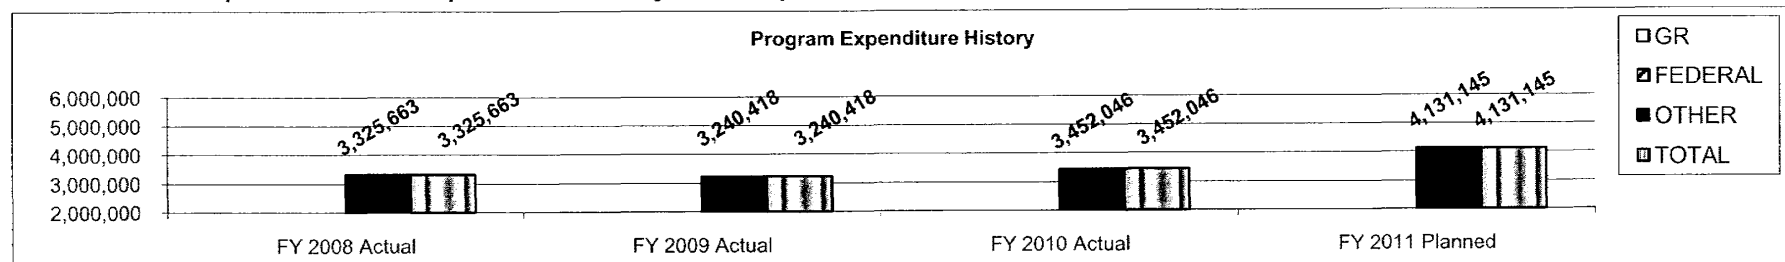 Program Expenditure History
GR
FEDERAL
OTHER
TOTAL
6,000,000
5,000,000
4,000,000
3,000,000
2,000,000
3,325,663
3,325,663
3,240,418
3,240,418
3,452,046
3,452,046
4,131,145
4,131,145
FY 2008 Actual
FY 2009 Actual
FY 2010 Actual
FY 2011 Planned